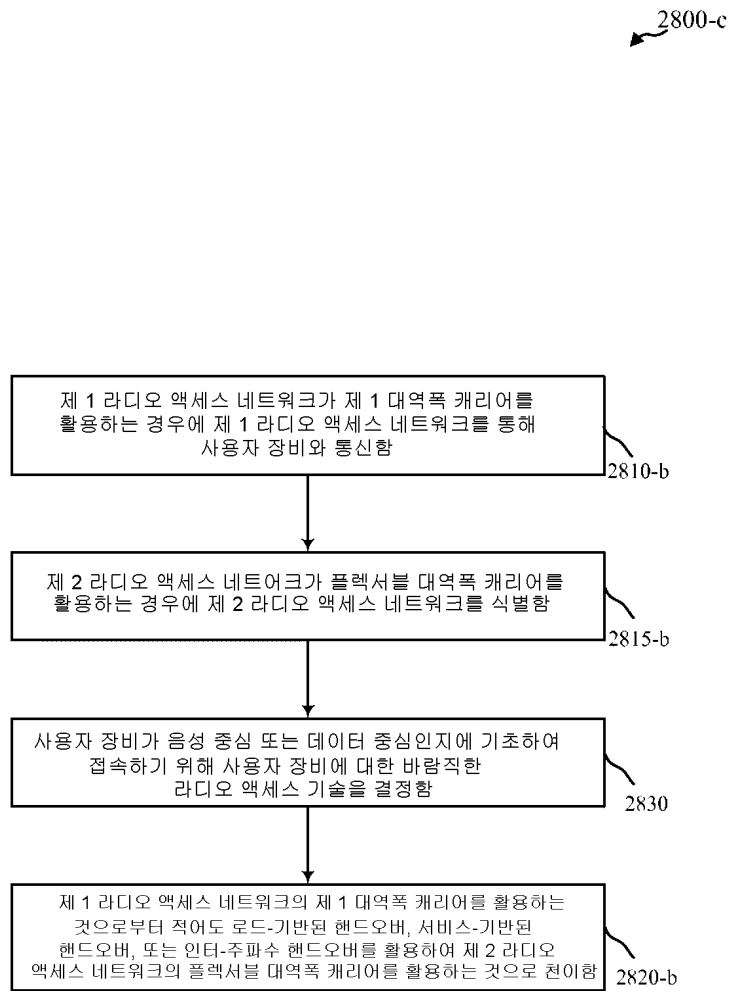 2800-c
제 1 라디오 액세스 네트워크가 제 1 대역폭 캐리어를
활용하는 경우에 제 1 라디오 액세스 네트워크를 통해
사용자 장비와 통신함
2810-b
제 2 라디오 액세스 네트어크가 플렉서블 대역폭 캐리어를
활용하는 경우에 제 2 라디오 액세스 네트워크를 식별함
2815-b
사용자 장비가 음성 중심 또는 데이터 중심인지에 기초하여
접속하기 위해 사용자 장비에 대한 바람직한
라디오 액세스 기술을 결정함
2830
제 1 라디오 액세스 네트워크의 제 1 대역폭 캐리어를 활용하는
것으로부터 적어도 로드-기반된 핸드오버, 서비스-기반된
핸드오버, 또는 인터-주파수 핸드오버를 활용하여 제 2 라디오
액세스 네트워크의 플렉서블 대역폭 캐리어를 활용하는 것으로 천이함
2820-b